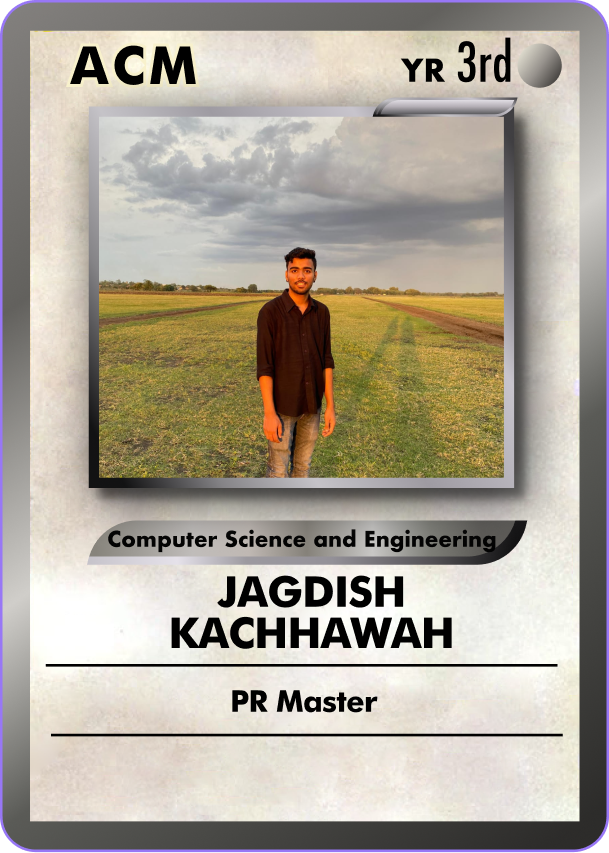 ACM YR 3rd
Computer Science and Engineering
JAGDISH
KACHHAWAH
PR Master